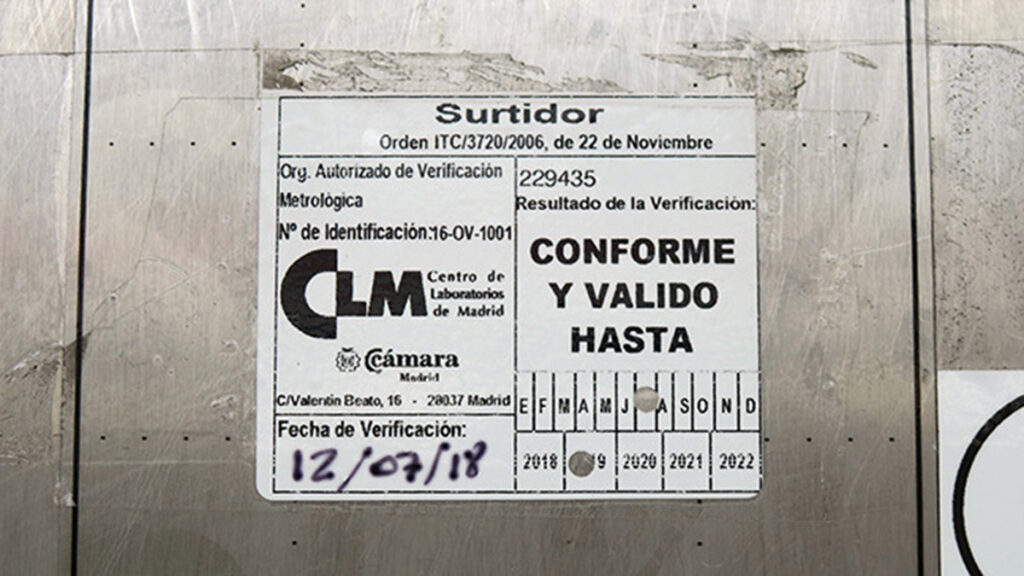 Surtidor
Orden ITC/3720/2006, de 22 de Noviembre
Org. Autorizado de Verificación
Metrológica
Nº de Identificación:16-OV-1001
CLM Centro de
Laboratorios
de Madrid
Cámara
Madrid
C/Valentín Beato, 16 - 28037 Madrid
Fecha de Verificación:
12/07/18
229435
Resultado de la Verificación:
CONFORME
Y VALIDO
HASTA
E F M A M J A S O N D
2018 19 2020 2021 2022